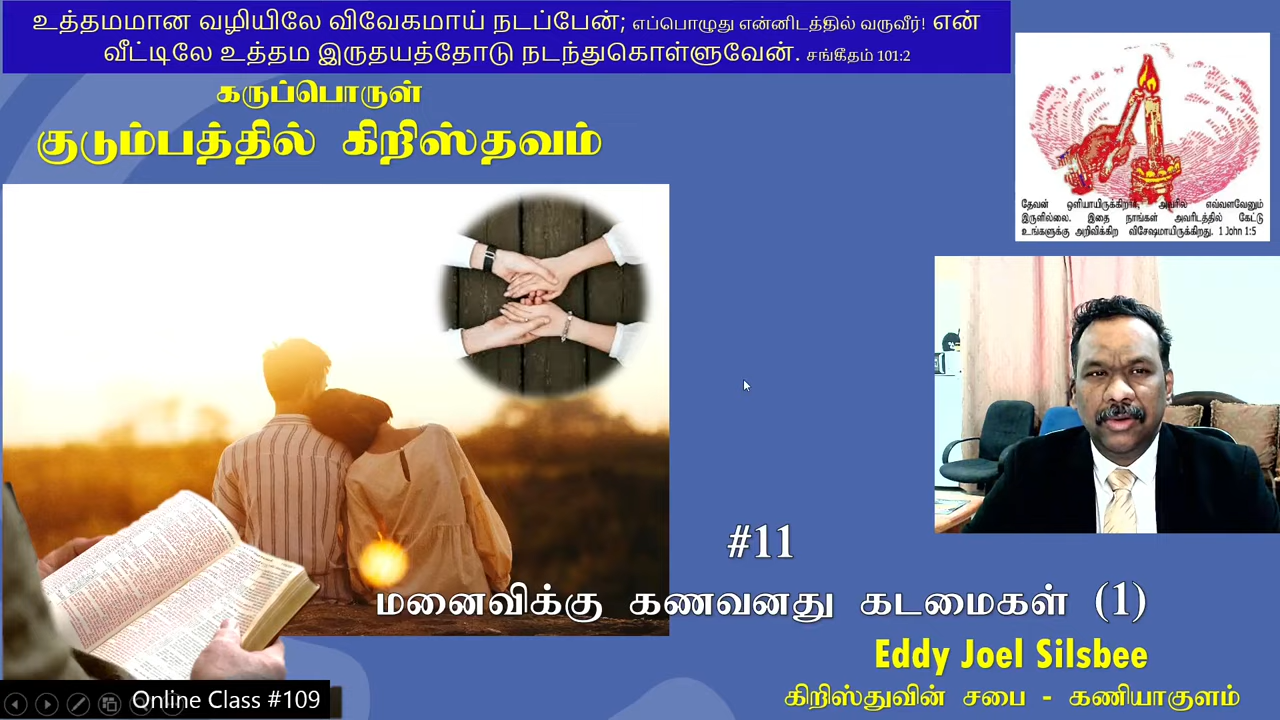 உத்தமமான வழியிலே விவேகமாய் நடப்பேன்; எப்பொழுது என்னிடத்தில் வருவீர்! என்
வீட்டிலே உத்தம இருதயத்தோடு நடந்துகொள்ளுவேன். சங்கீதம் 101:2
கருப்பொருள்
குடும்பத்தில் கிறிஸ்தவம்
தேவன் ஒளியாயிருக்கிறார், அவரில் எவ்வளவேனும்
இருளில்லை. இதை நாங்கள் அவரிடத்தில் கேட்டு
உங்களுக்கு அறிவிக்கிற விசேஷமாயிருக்கிறது. 1 John 1:5
#11
மனைவிக்கு கணவனது கடமைகள் (1)
Eddy Joel Silsbee
கிறிஸ்துவின் சபை - கணியாகுளம்
Online Class #109